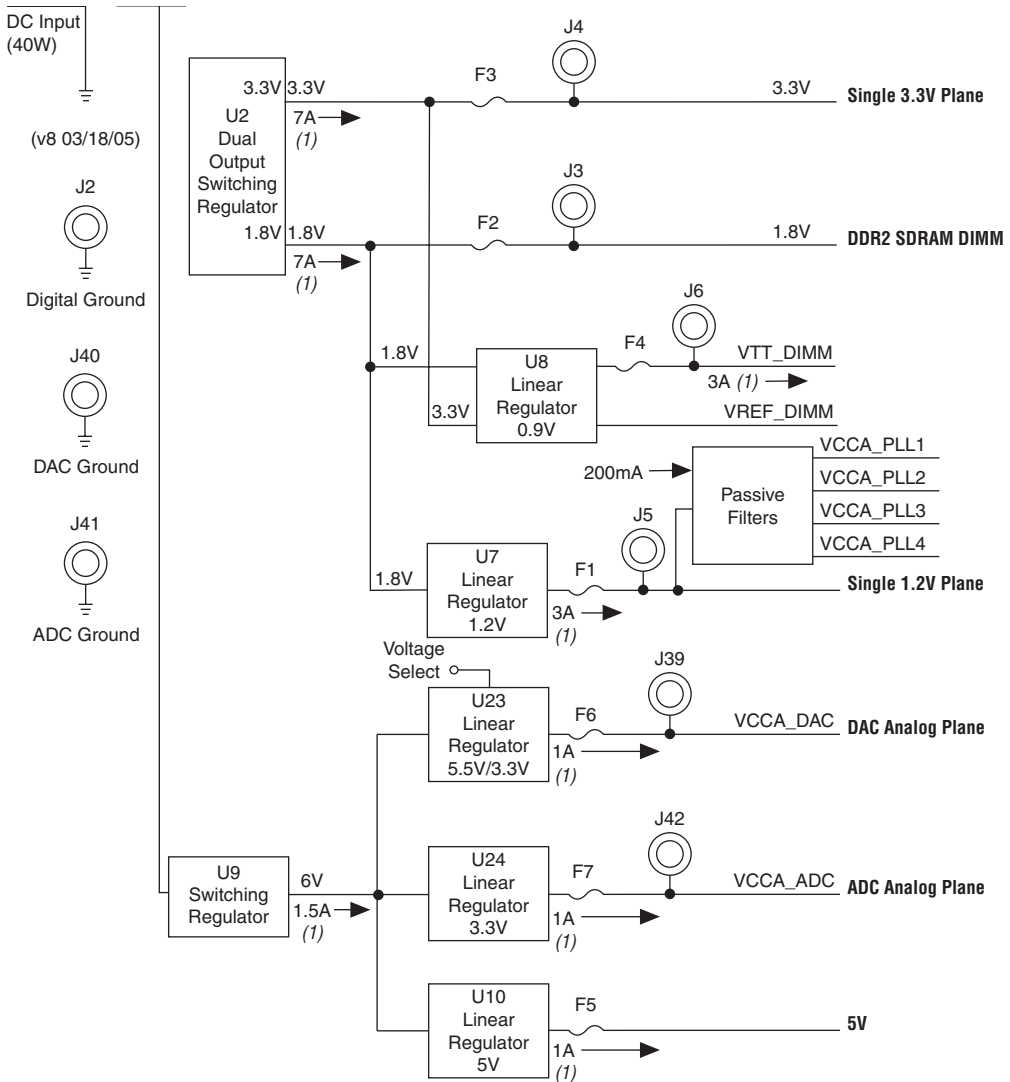 DC Input
(40W)
(v8 03/18/05)
J2
Digital Ground
J40
DAC Ground
J41
ADC Ground
U2
Dual
Output
Switching
Regulator
3.3V
3.3V
7A
(1)
F3
J4
3.3V
Single 3.3V Plane
1.8V
1.8V
7A
(1)
F2
J3
1.8V
DDR2 SDRAM DIMM
1.8V
3.3V
U8
Linear
Regulator
0.9V
F4
J6
VTT_DIMM
3A (1)
VREF_DIMM
200mA
Passive
Filters
VCCA_PLL1
VCCA_PLL2
VCCA_PLL3
VCCA_PLL4
1.8V
U7
Linear
Regulator
1.2V
F1
3A
(1)
J5
Single 1.2V Plane
Voltage
Select
U23
Linear
Regulator
5.5V/3.3V
F6
1A
(1)
J39
VCCA_DAC
DAC Analog Plane
U9
Switching
Regulator
6V
1.5A
(1)
U24
Linear
Regulator
3.3V
F7
1A
(1)
J42
VCCA_ADC
ADC Analog Plane
U10
Linear
Regulator
5V
F5
1A
(1)
5V